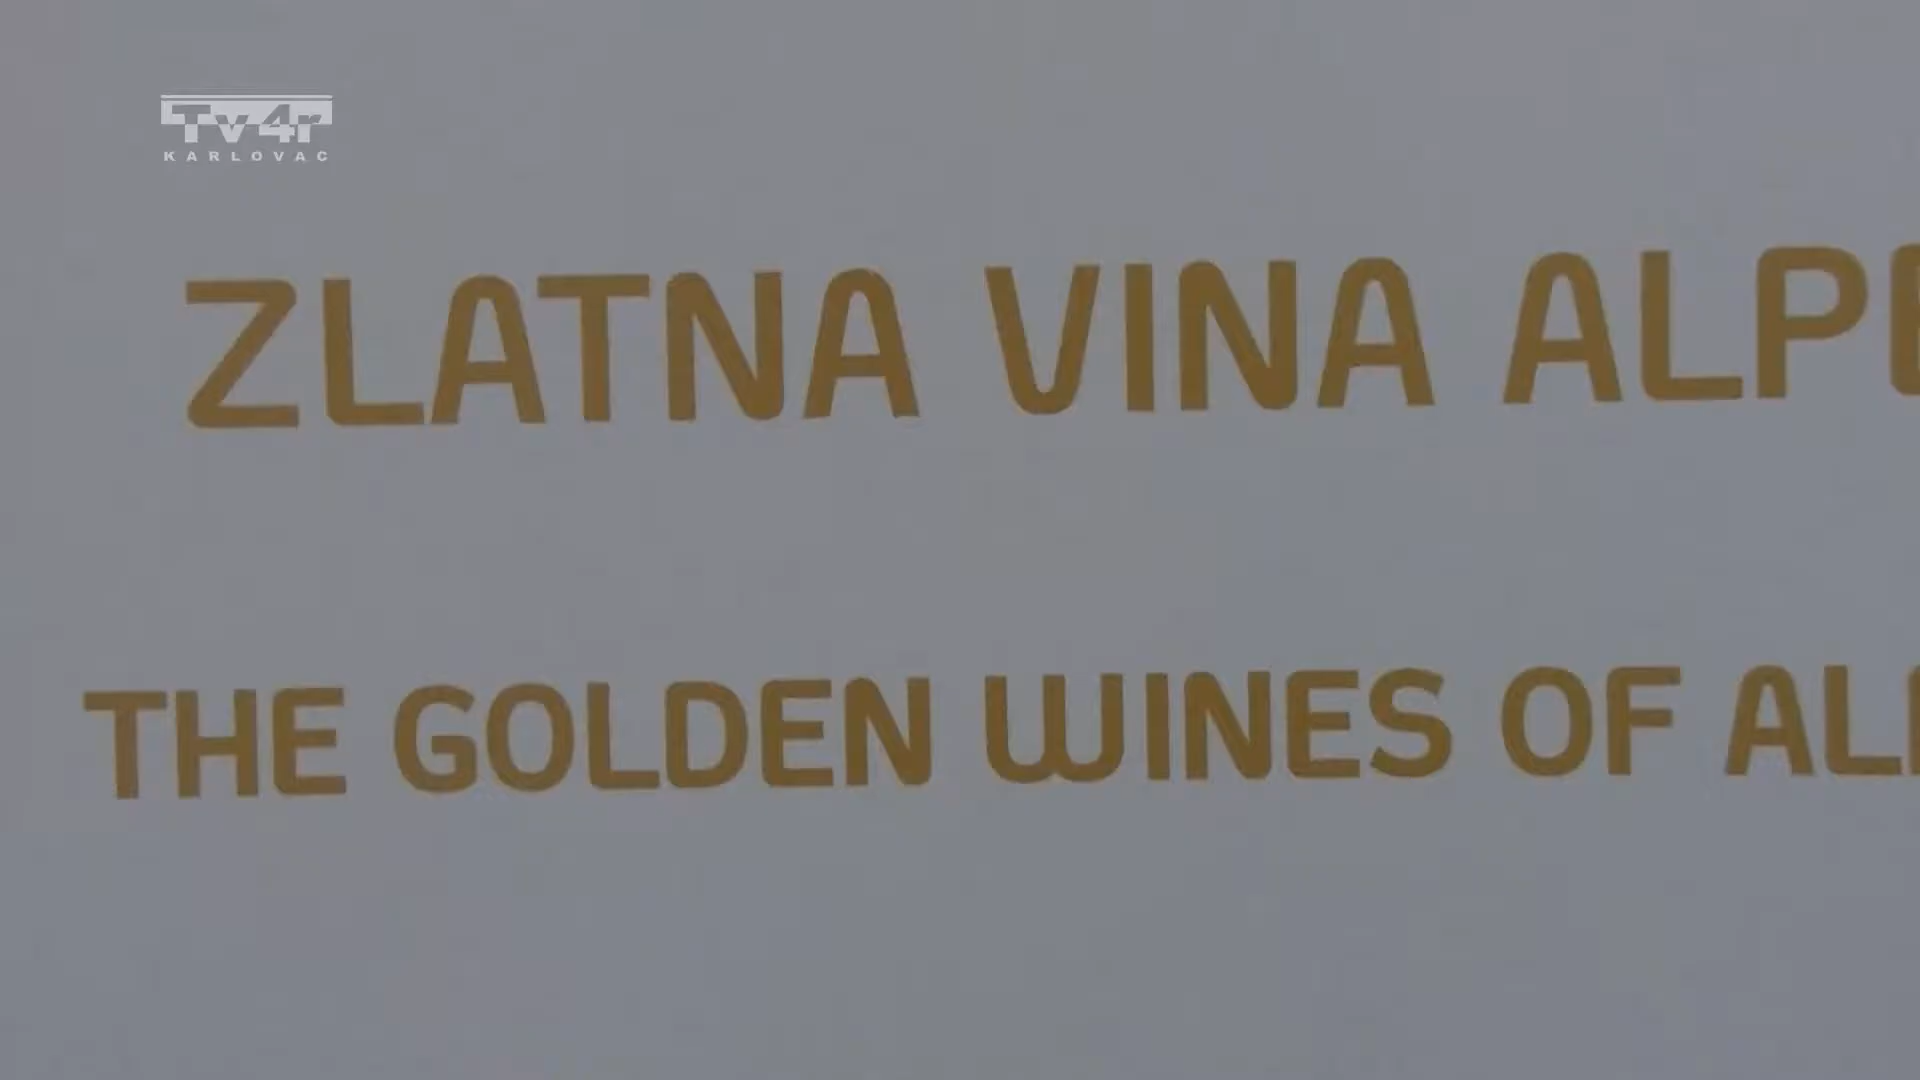 Tv4r
KARLOVAC
ZLATNA VINA
THE GOLDEN WINES OF